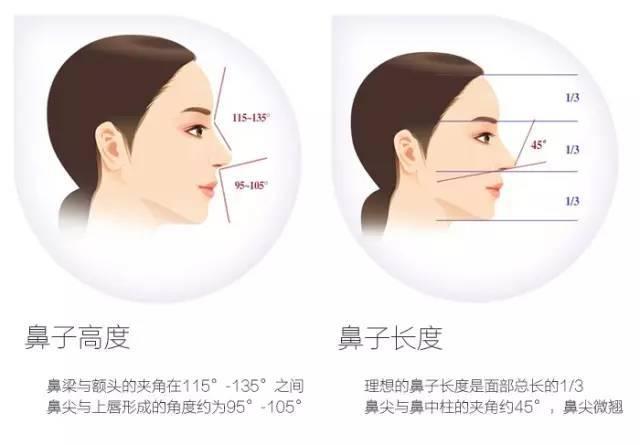 115~135°
95~105°
1/3
1/3
45°
1/3
鼻子高度
鼻梁与额头的夹角在115°-135°之间
鼻尖与上唇形成的角度约为95°-105°
鼻子长度
理想的鼻子长度是面部总长的1/3
鼻尖与鼻中柱的夹角约45°，鼻尖微翘